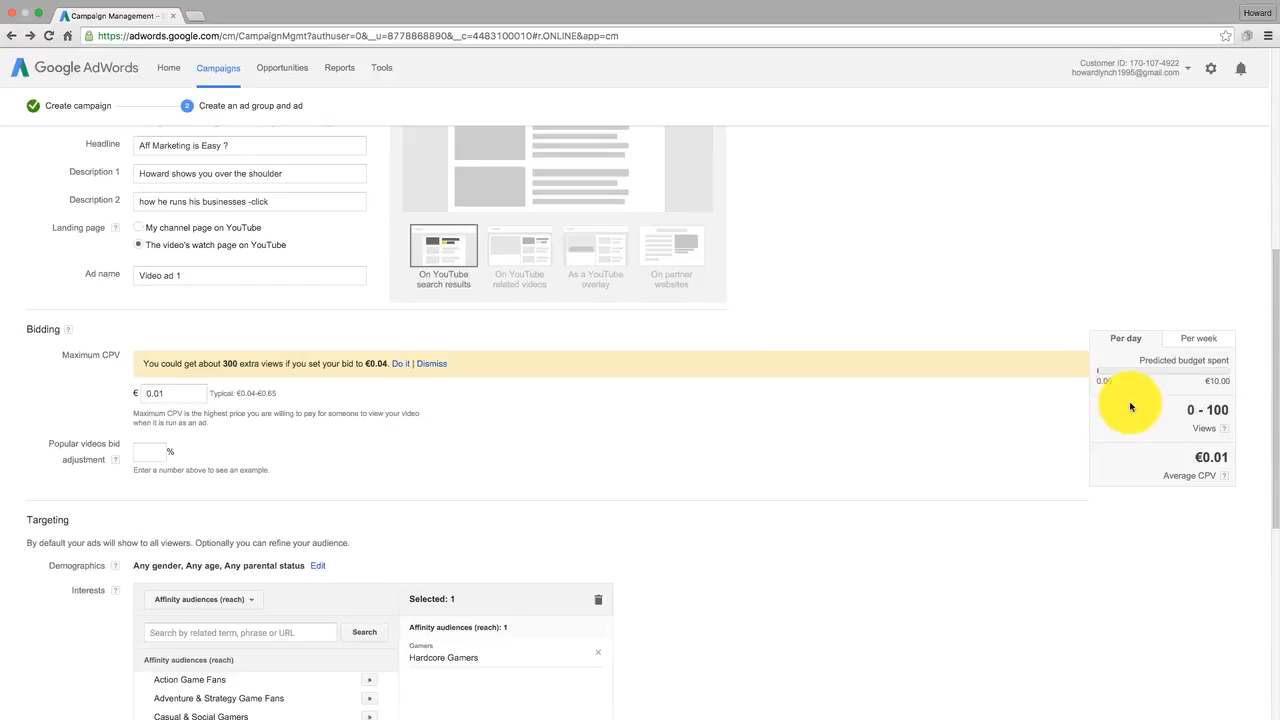 Campaign Management –
Howard
https://adwords.google.com/cm/CampaignMgmt?authuser=0&__u=8778868890&__c=4483100010#r.ONLINE&app=cm
Google AdWords
Home
Campaigns
Opportunities
Reports
Tools
Customer ID: 170-107-4922
howardlynch1995@gmail.com
Create campaign
2
Create an ad group and ad
Headline
Aff Marketing is Easy ?
Description 1
Howard shows you over the shoulder
Description 2
how he runs his businesses -click
Landing page ?
My channel page on YouTube
The video's watch page on YouTube
Ad name
Video ad 1
On YouTube
search results
On YouTube
related videos
As a YouTube
overlay
On partner
websites
Bidding ?
Maximum CPV
You could get about 300 extra views if you set your bid to €0.04. Do it | Dismiss
€ 0.01 Typical: €0.04-€0.65
Maximum CPV is the highest price you are willing to pay for someone to view your video
when it is run as an ad.
Popular videos bid
adjustment ?
%
Enter a number above to see an example.
Per day
Per week
Predicted budget spent
€10.00
0 - 100
Views ?
€0.01
Average CPV ?
Targeting
By default your ads will show to all viewers. Optionally you can refine your audience.
Demographics ?
Any gender, Any age, Any parental status Edit
Interests ?
Affinity audiences (reach)
Search by related term, phrase or URL
Search
Affinity audiences (reach)
Action Game Fans »
Adventure & Strategy Game Fans »
Casual & Social Gamers »
Selected: 1
Affinity audiences (reach): 1
Gamers
Hardcore Gamers